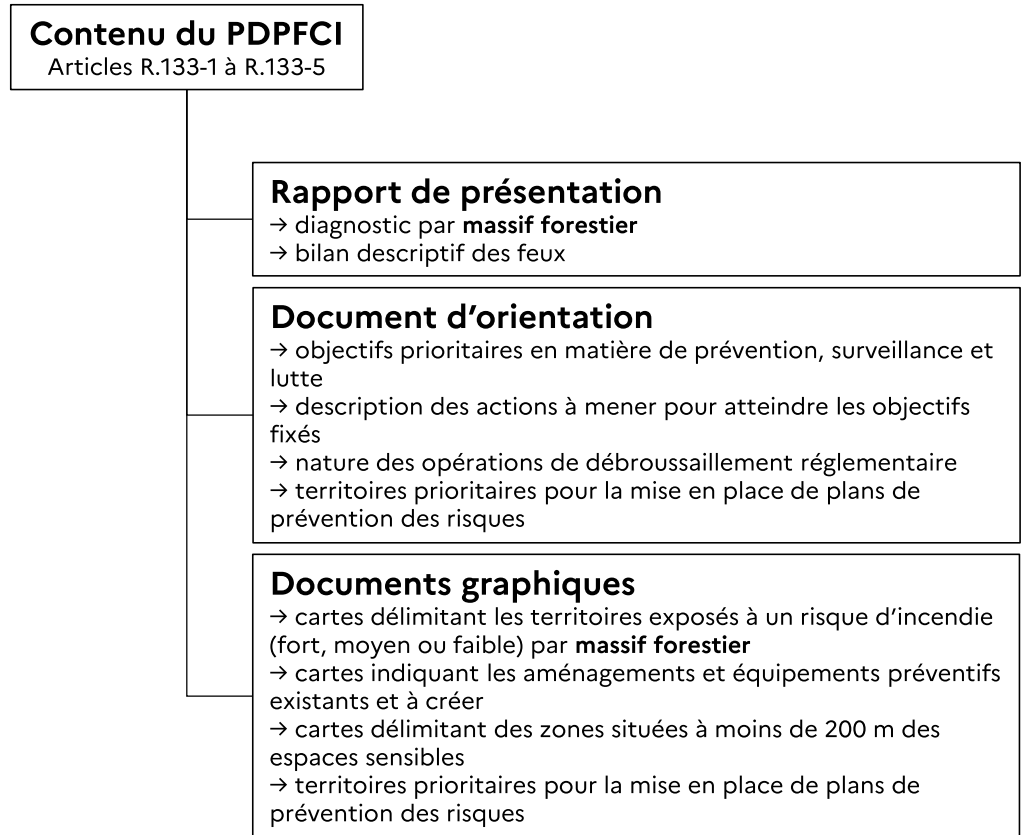 Contenu du PDPFCI
Articles R.133-1 à R.133-5
Rapport de présentation
→ diagnostic par massif forestier
→ bilan descriptif des feux
Document d’orientation
→ objectifs prioritaires en matière de prévention, surveillance et
lutte
→ description des actions à mener pour atteindre les objectifs
fixés
→ nature des opérations de débroussaillement réglementaire
→ territoires prioritaires pour la mise en place de plans de
prévention des risques
Documents graphiques
→ cartes délimitant les territoires exposés à un risque d’incendie
(fort, moyen ou faible) par massif forestier
→ cartes indiquant les aménagements et équipements préventifs
existants et à créer
→ cartes délimitant des zones situées à moins de 200 m des
espaces sensibles
→ territoires prioritaires pour la mise en place de plans de
prévention des risques